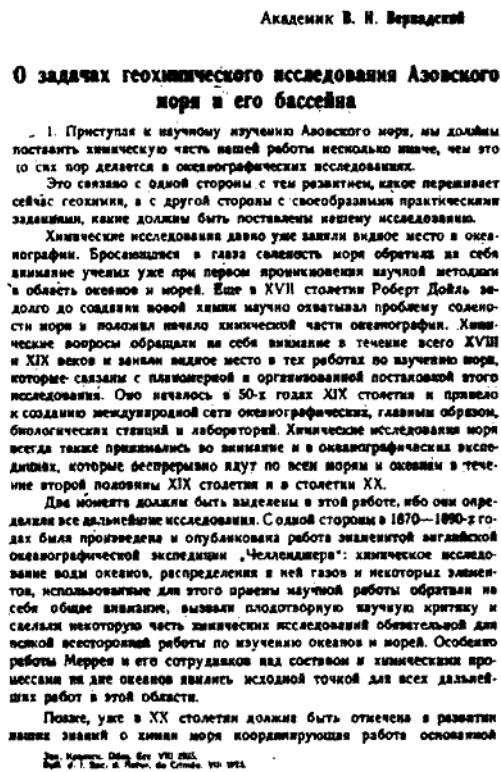 Академик В. И. Вернадский
О задачах геохимического исследования Азовского
моря и его бассейна
1. Приступая к научному изучению Азовского моря, мы должны
поставить химическую часть нашей работы несколько иначе, чем это
до сих пор делается в океанографических исследованиях.
Это связано с одной стороны с тем развитием, какое переживает
сейчас геохимия, а с другой стороны с своеобразными практическими
заданиями, какие должны быть поставлены нашему исследованию.
Химические исследования давно уже заняли видное место в океа-
нографии. Бросающаяся в глаза соленость моря обратила на себя
внимание ученых уже при первом проникновении научной методики
в область океанов и морей. Еще в XVII столетии Роберт Дойль за-
долго до создания новой химии научно охватывал проблему солено-
сти моря и положил начало химической части океанографии. Хими-
ческие вопросы обращали на себя внимание в течение всего XVIII
и XIX веков и заняли видное место в тех работах по изучению моря,
которые связаны с планомерной и организованной постановкой этого
исследования. Оно началось в 50-х годах XIX столетия и привело
к созданию международной сети океанографических, главным образом,
биологических станций и лабораторий. Химические исследования моря
всегда также принимались во внимание и в океанографических экспе-
дициях, которые беспрерывно идут по всем морям и океанам в тече-
ние второй половины XIX столетия и в столетии XX.
Два момента должны быть выделены в этой работе, ибо они опре-
делили все дальнейшие исследования. С одной стороны в 1870—1890-х го-
дах была произведена и опубликована работа знаменитой английской
океанографической экспедиции „Челленджера": химическое исследо-
вание воды океанов, распределения в ней газов и некоторых элемен-
тов, использованные для этого приемы научной работы обратили на
себя общее внимание, вызвали плодотворную научную критику и
сделали некоторую часть химических исследований обязательной для
всякой всесторонней работы по изучению океанов и морей. Особенно
работы Меррея и его сотрудников над составом и химическими про-
цессами на дне океанов явились исходной точкой для всех дальней-
ших работ в этой области.
Позже, уже в XX столетии должна быть отмечена в развитии
наших знаний о химии моря координирующая работа основанной